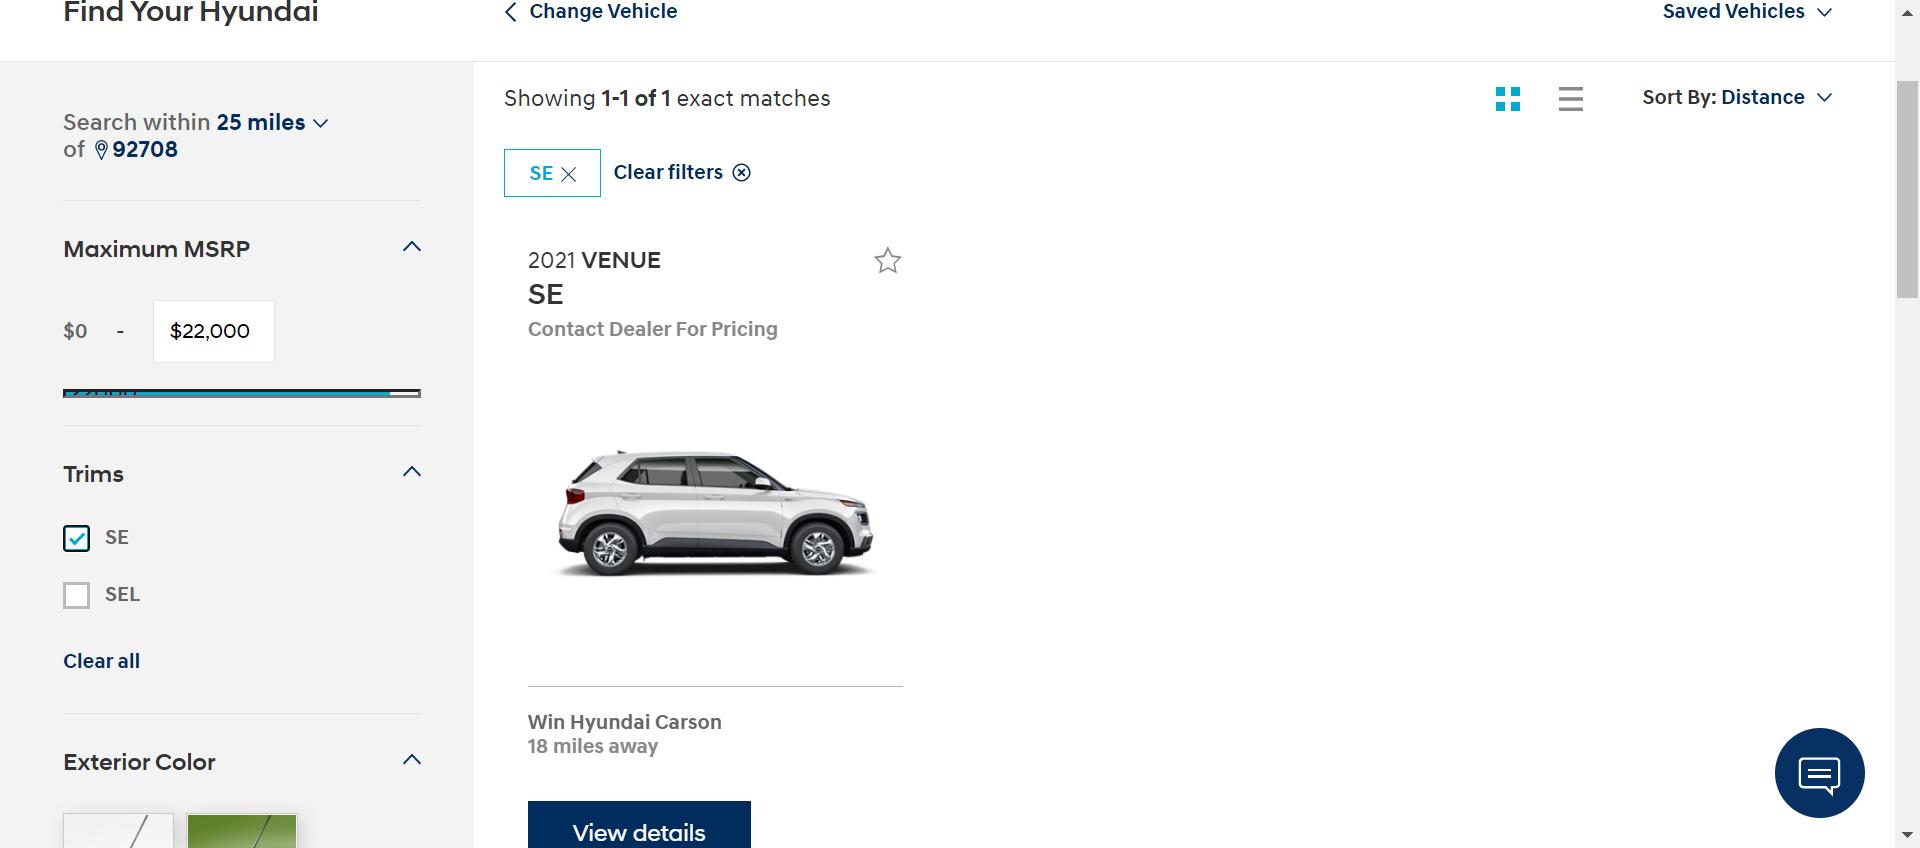 Find Your Hyundai
Change Vehicle
Saved Vehicles
Search within 25 miles
of 92708
Maximum MSRP
$0 - $22,000
Trims
SE
SEL
Clear all
Exterior Color
Showing 1-1 of 1 exact matches
Sort By: Distance
SE
Clear filters
2021 VENUE
SE
Contact Dealer For Pricing
Win Hyundai Carson
18 miles away
View details